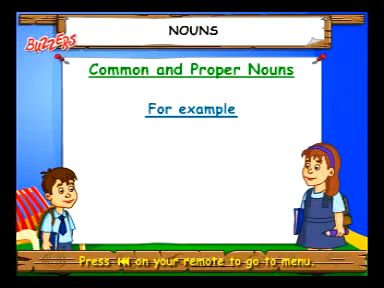 NOUNS
BUZZERS
Common and Proper Nouns
For example
Press ⏮ on your remote to go to menu.